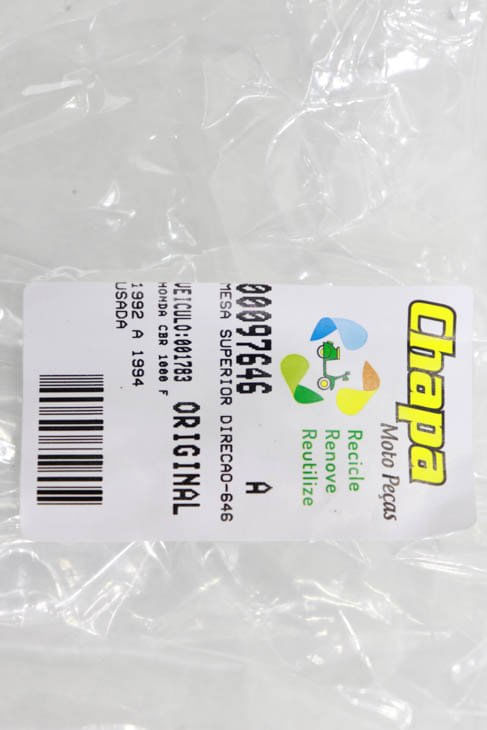 Chapa
Moto Peças
Recicle
Renove
Reutilize
00097646 A
MESA SUPERIOR DIRECAO-646
VEICULO:001783 ORIGINAL
HONDA CBR 1000 F
1992 A 1994
USADA